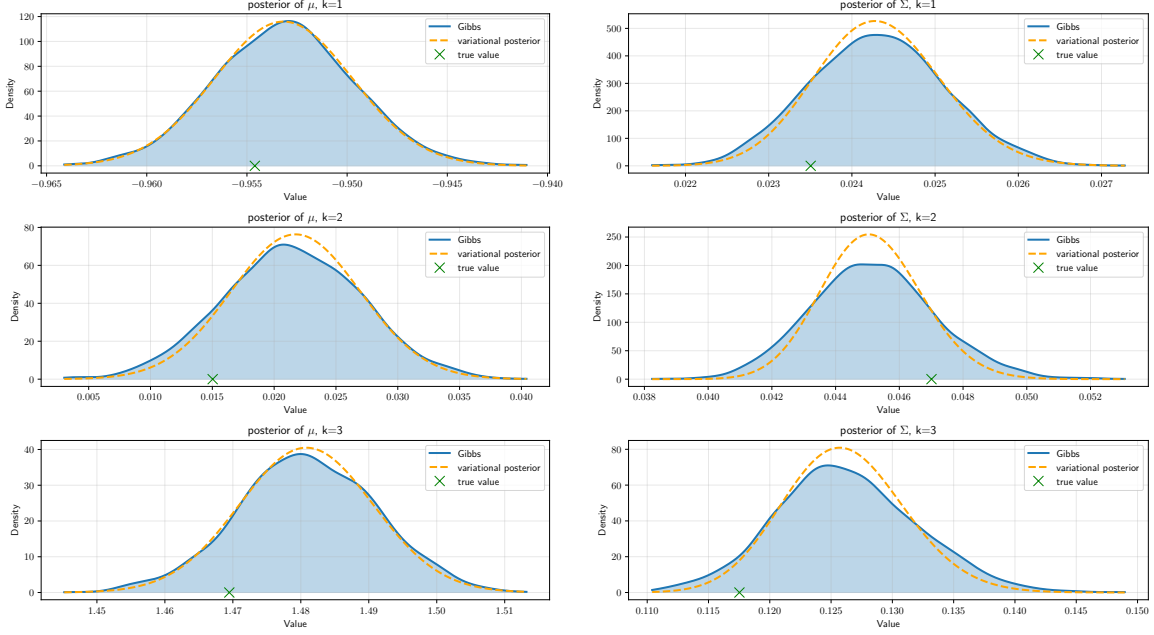 posterior of μ, k=1
Density
120
100
80
60
40
20
0
−0.965 −0.960 −0.955 −0.950 −0.945 −0.940
Value
Gibbs
variational posterior
true value
posterior of Σ, k=1
Density
500
400
300
200
100
0
0.022 0.023 0.024 0.025 0.026 0.027
Value
Gibbs
variational posterior
true value
posterior of μ, k=2
Density
80
60
40
20
0
0.005 0.010 0.015 0.020 0.025 0.030 0.035 0.040
Value
Gibbs
variational posterior
true value
posterior of Σ, k=2
Density
250
200
150
100
50
0
0.038 0.040 0.042 0.044 0.046 0.048 0.050 0.052
Value
Gibbs
variational posterior
true value
posterior of μ, k=3
Density
40
30
20
10
0
1.45 1.46 1.47 1.48 1.49 1.50 1.51
Value
Gibbs
variational posterior
true value
posterior of Σ, k=3
Density
80
60
40
20
0
0.110 0.115 0.120 0.125 0.130 0.135 0.140 0.145 0.150
Value
Gibbs
variational posterior
true value